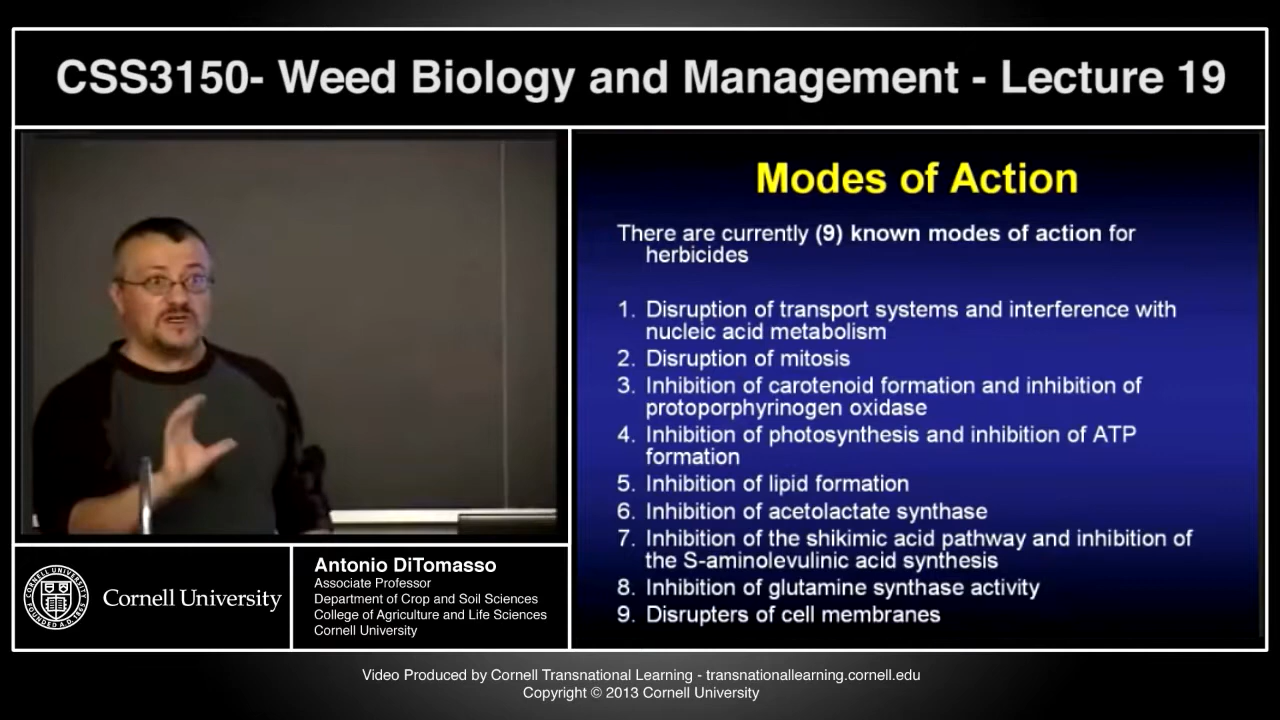 CSS3150- Weed Biology and Management - Lecture 19
Modes of Action
There are currently (9) known modes of action for
herbicides
1. Disruption of transport systems and interference with
nucleic acid metabolism
2. Disruption of mitosis
3. Inhibition of carotenoid formation and inhibition of
protoporphyrinogen oxidase
4. Inhibition of photosynthesis and inhibition of ATP
formation
5. Inhibition of lipid formation
6. Inhibition of acetolactate synthase
7. Inhibition of the shikimic acid pathway and inhibition of
the S-aminolevulinic acid synthesis
8. Inhibition of glutamine synthase activity
9. Disrupters of cell membranes
Cornell University
Antonio DiTomasso
Associate Professor
Department of Crop and Soil Sciences
College of Agriculture and Life Sciences
Cornell University
Video Produced by Cornell Transnational Learning - transnationallearning.cornell.edu
Copyright © 2013 Cornell University